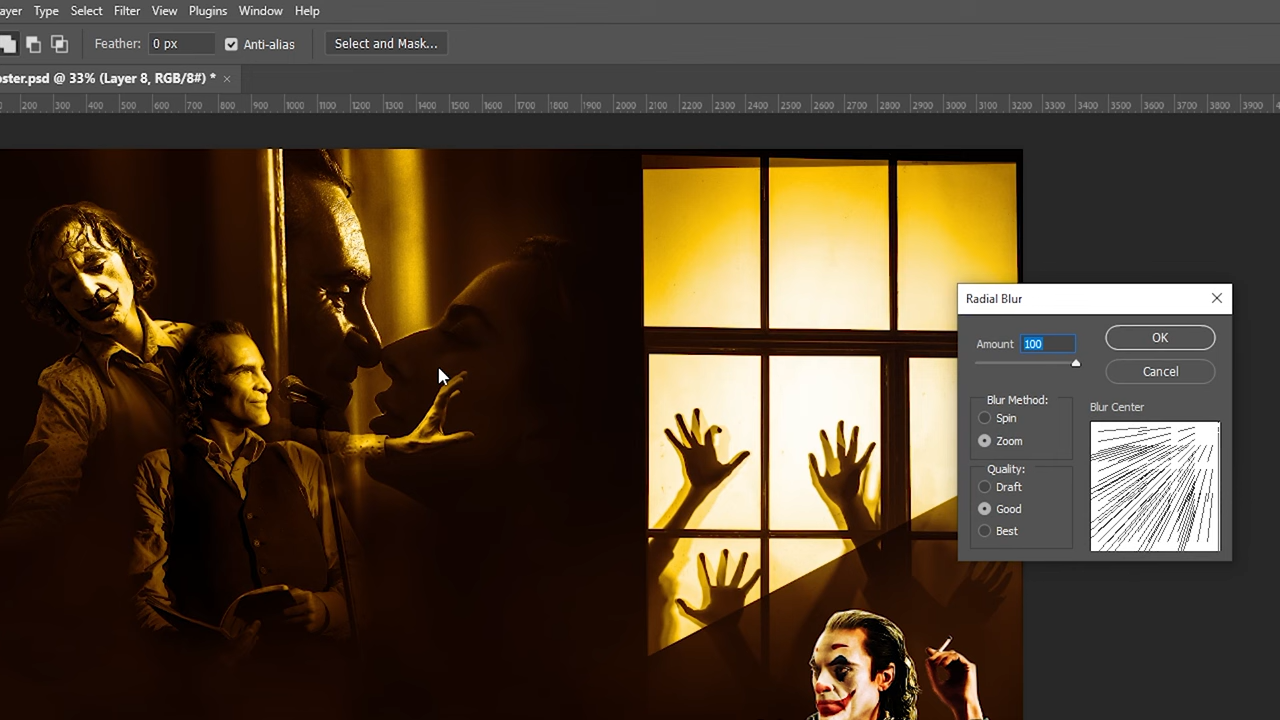 ayer Type Select Filter View Plugins Window Help
Feather: 0 px Anti-alias Select and Mask...
oster.psd @ 33% (Layer 8, RGB/8#) * ×
200 300 400 500 600 700 800 900 1000 1100 1200 1300 1400 1500 1600 1700 1800 1900 2000 2100 2200 2300 2400 2500 2600 2700 2800 2900 3000 3100 3200 3300 3400 3500 3600 3700 3800 3900
Radial Blur
Amount 100 OK
Cancel
Blur Method: Blur Center
Spin
Zoom
Quality:
Draft
Good
Best